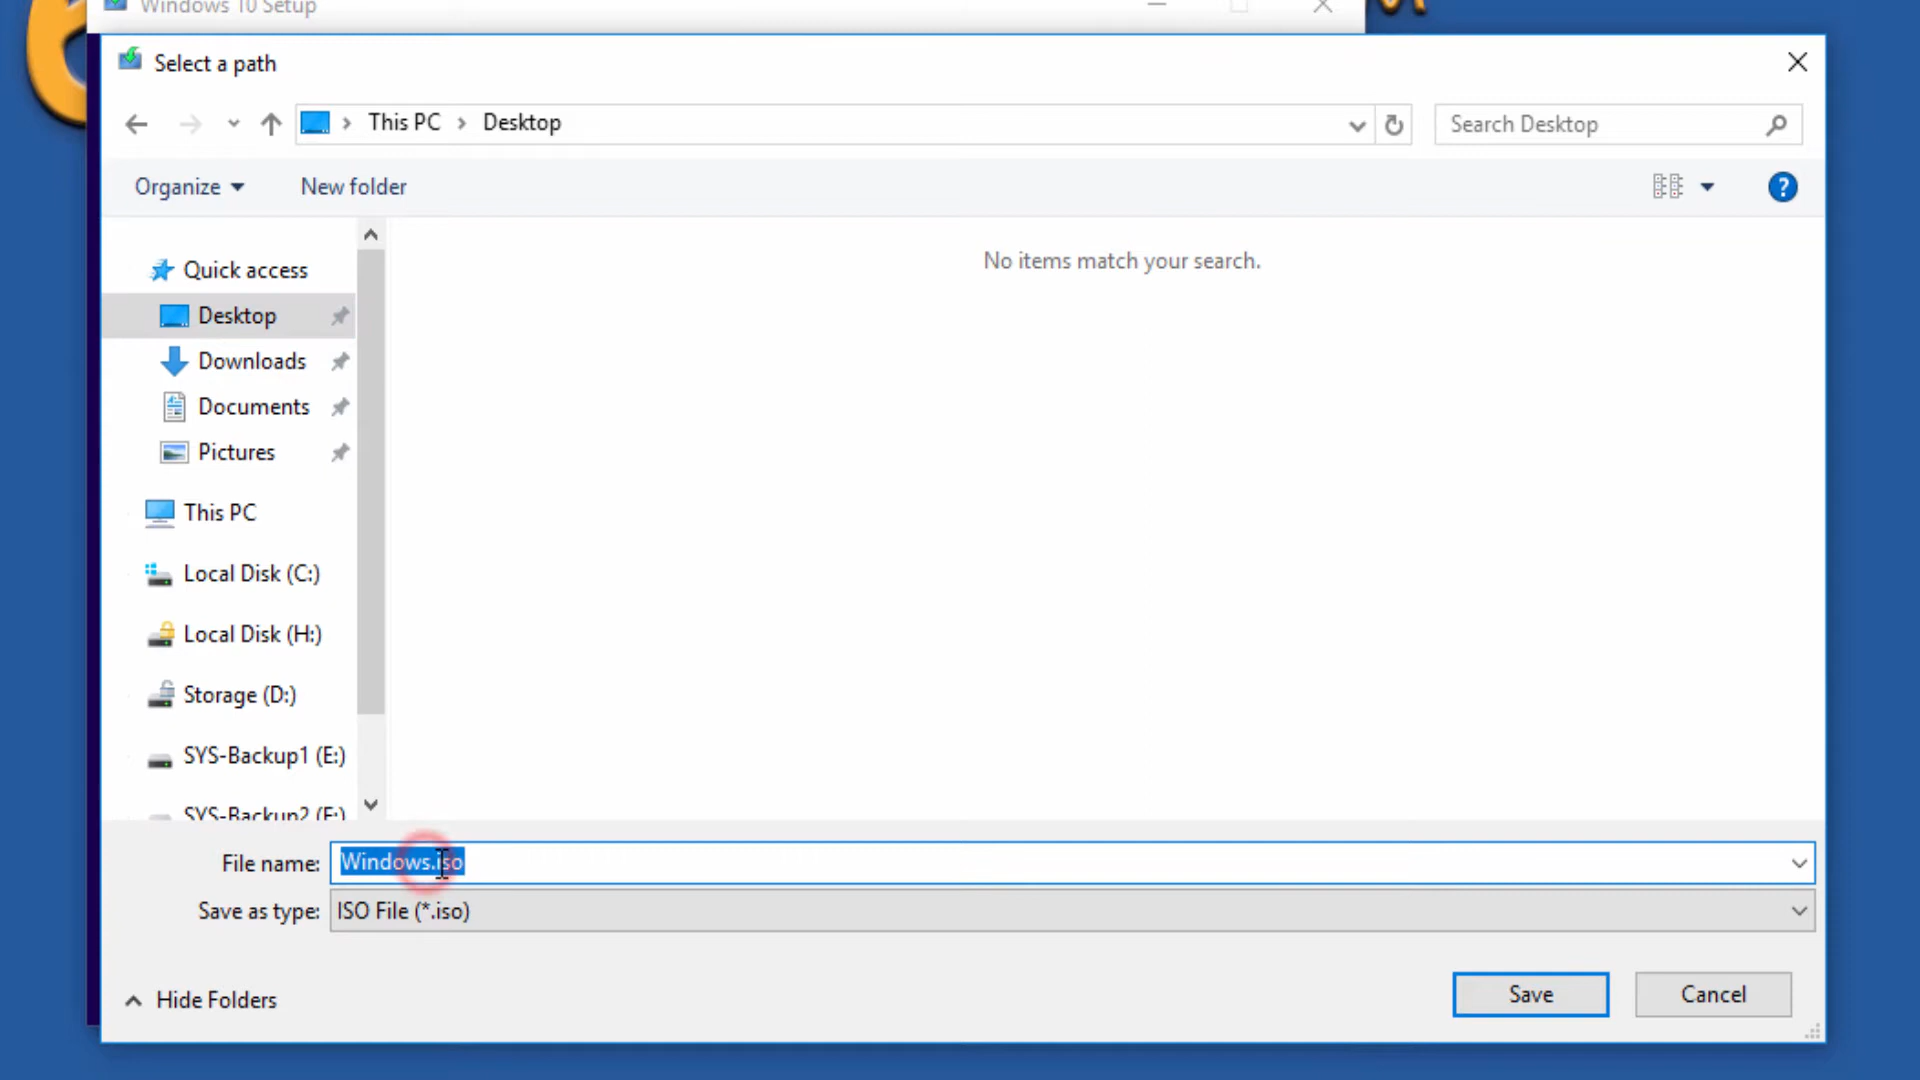 Windows 10 Setup
Select a path
This PC Desktop
Search Desktop
Organize New folder
?
No items match your search.
Quick access
Desktop
Downloads
Documents
Pictures
This PC
Local Disk (C:)
Local Disk (H:)
Storage (D:)
SYS-Backup1 (E:)
SYS-Backup2 (F:)
File name: Windows.iso
Save as type: ISO File (*.iso)
Hide Folders
Save Cancel